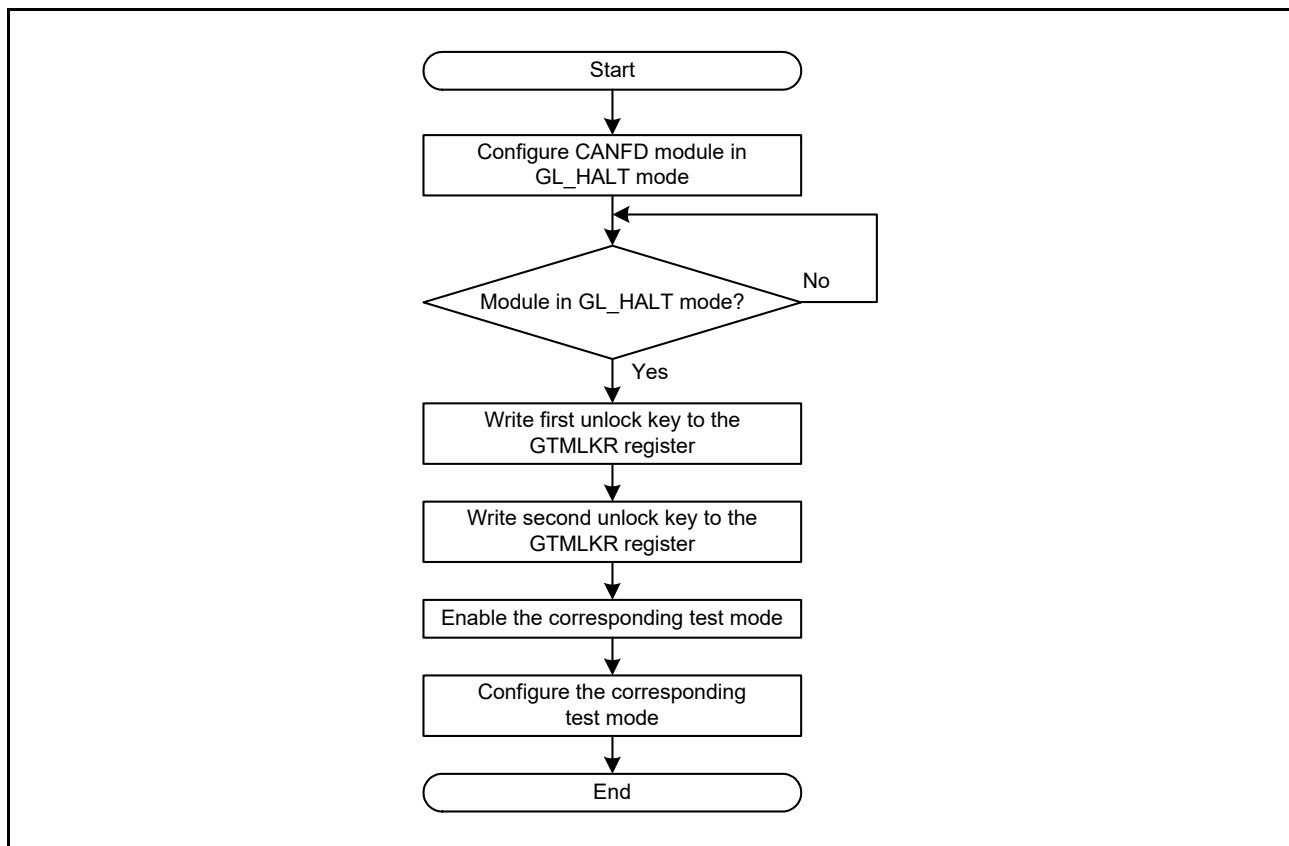 Start
Configure CANFD module in
GL_HALT mode
No
Module in GL_HALT mode?
Yes
Write first unlock key to the
GTMLKR register
Write second unlock key to the
GTMLKR register
Enable the corresponding test mode
Configure the corresponding
test mode
End